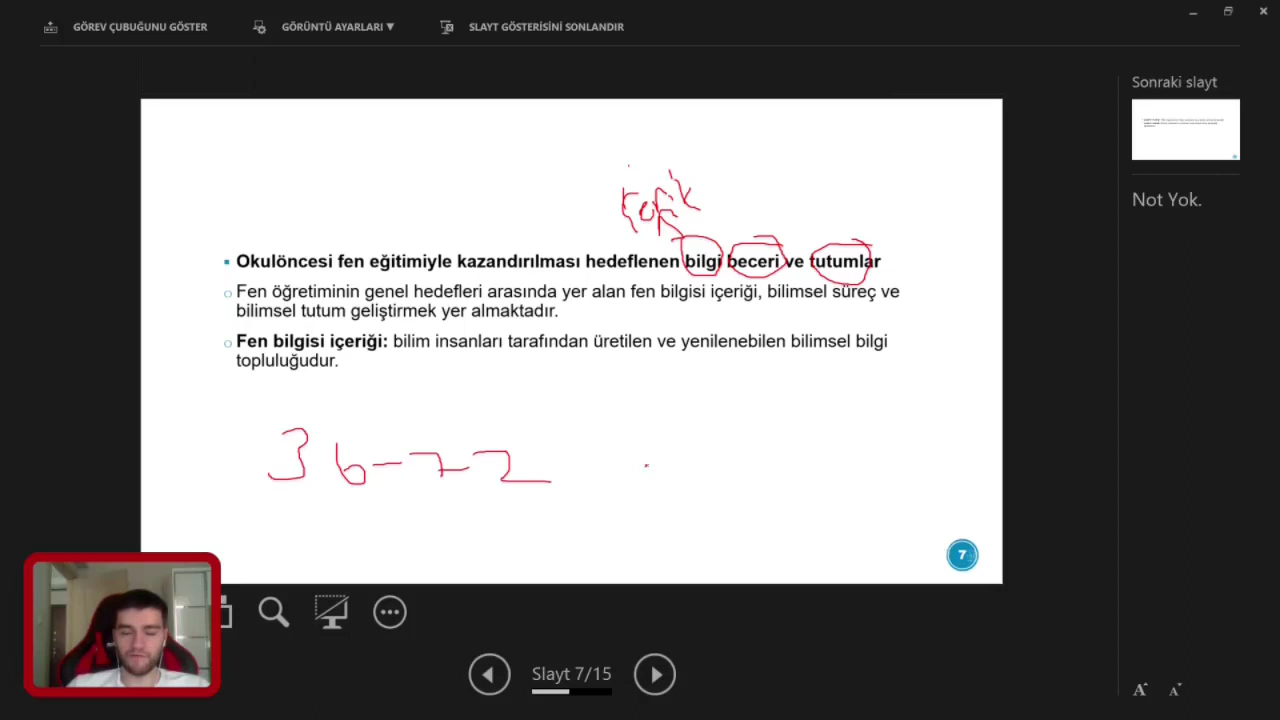 GÖREV ÇUBUĞUNU GÖSTER
GÖRÜNTÜ AYARLARI ▼
SLAYT GÖSTERİSİNİ SONLANDIR
Sonraki slayt
Not Yok.
▪ Okulöncesi fen eğitimiyle kazandırılması hedeflenen bilgi beceri ve tutumlar
o Fen öğretiminin genel hedefleri arasında yer alan fen bilgisi içeriği, bilimsel süreç ve
bilimsel tutum geliştirmek yer almaktadır.
o Fen bilgisi içeriği: bilim insanları tarafından üretilen ve yenilenebilen bilimsel bilgi
topluluğudur.
36-72
7
Slayt 7/15
A A